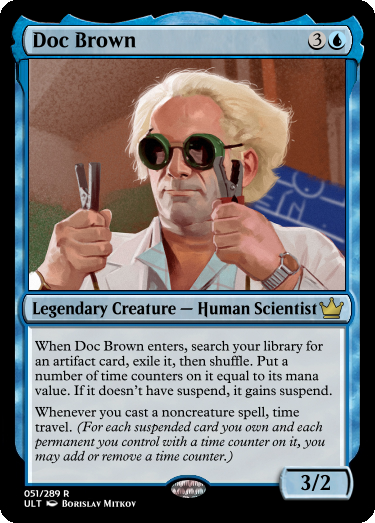 Doc Brown 3
Legendary Creature — Human Scientist
When Doc Brown enters, search your library for
an artifact card, exile it, then shuffle. Put a
number of time counters on it equal to its mana
value. If it doesn't have suspend, it gains suspend.
Whenever you cast a noncreature spell, time
travel. (For each suspended card you own and each
permanent you control with a time counter on it, you
may add or remove a time counter.)
3/2
051/289 R
ULT Borislav Mitkov